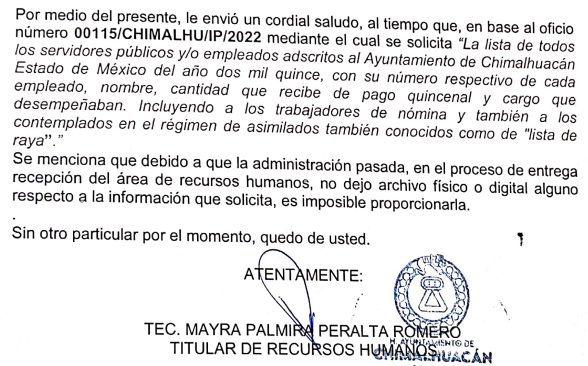 Por medio del presente, le envió un cordial saludo, al tiempo que, en base al oficio
número 00115/CHIMALHU/IP/2022 mediante el cual se solicita “La lista de todos
los servidores públicos y/o empleados adscritos al Ayuntamiento de Chimalhuacán
Estado de México del año dos mil quince, con su número respectivo de cada
empleado, nombre, cantidad que recibe de pago quincenal y cargo que
desempeñaban. Incluyendo a los trabajadores de nómina y también a los
contemplados en el régimen de asimilados también conocidos como de “lista de
raya”.”
Se menciona que debido a que la administración pasada, en el proceso de entrega
recepción del área de recursos humanos, no dejo archivo físico o digital alguno
respecto a la información que solicita, es imposible proporcionarla.
.
Sin otro particular por el momento, quedo de usted.
ATENTAMENTE:
TEC. MAYRA PALMIRA PERALTA ROMERO
H. AYUNTAMIENTO DE
TITULAR DE RECURSOS HUMANOS
CHIMALHUACÁN